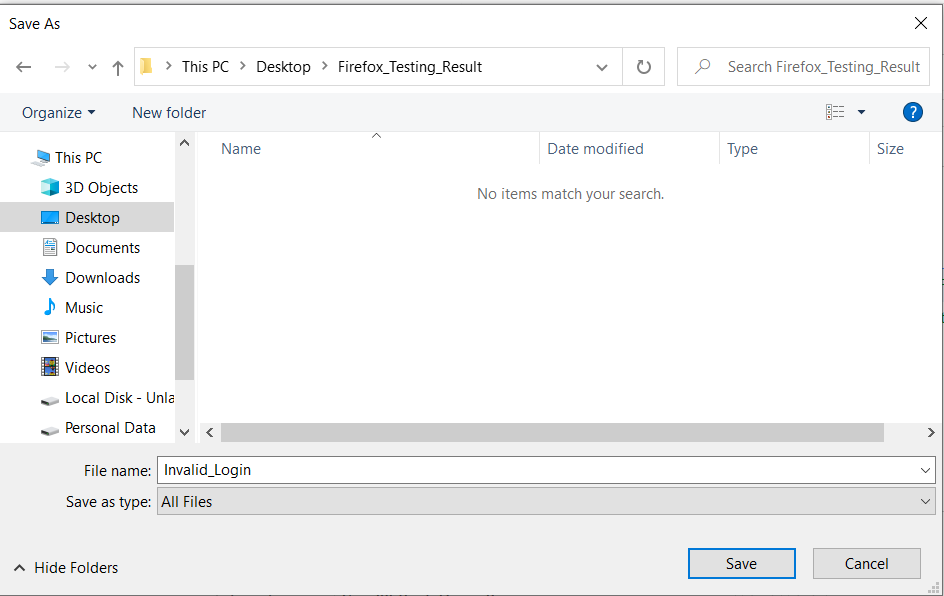 Save As
This PC > Desktop > Firefox_Testing_Result
Search Firefox_Testing_Result
Organize
New folder
?
Name
Date modified
Type
Size
No items match your search.
This PC
3D Objects
Desktop
Documents
Downloads
Music
Pictures
Videos
Local Disk - Unla
Personal Data
File name: Invalid_Login
Save as type: All Files
Hide Folders
Save
Cancel